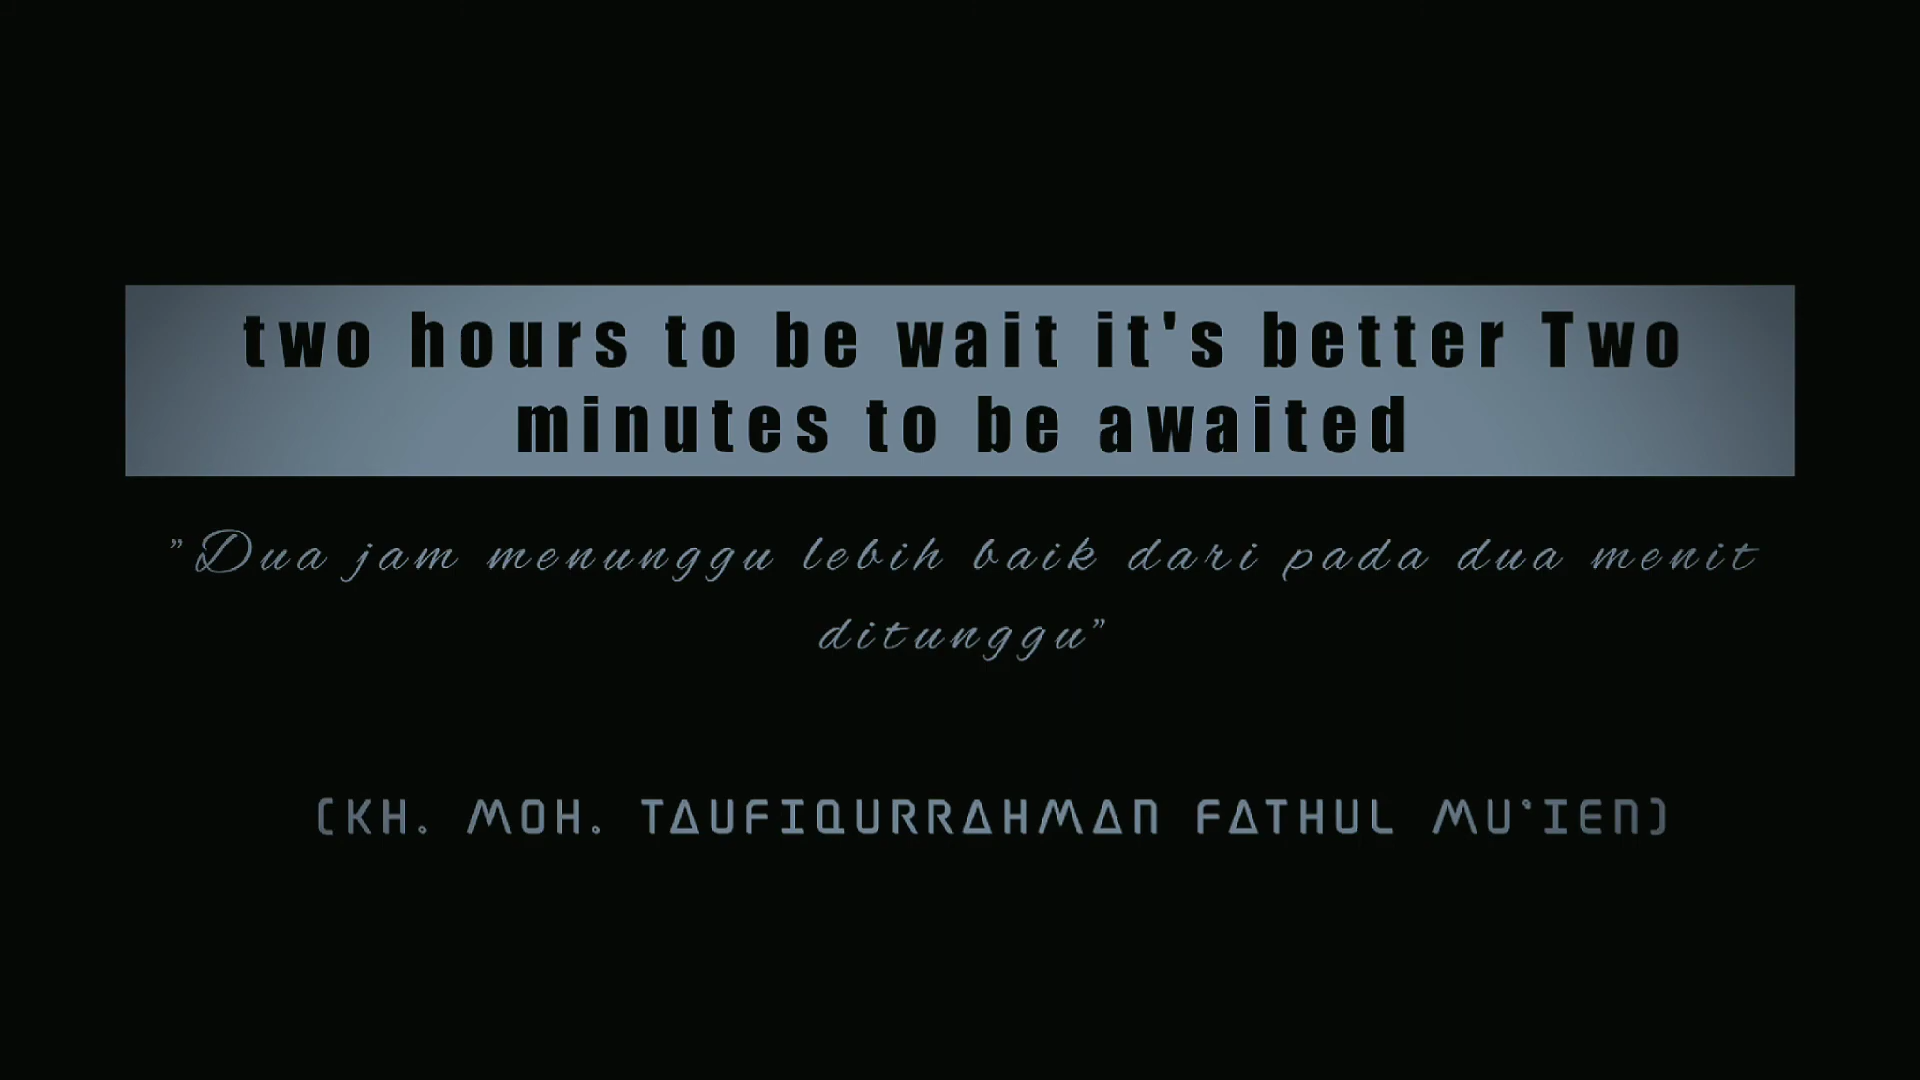 two hours to be wait it's better Two
minutes to be awaited
"Dua jam menunggu lebih baik dari pada dua menit
ditunggu"
(KH. MOH. TAUFIQURRAHMAN FATHUL MU'IEN)